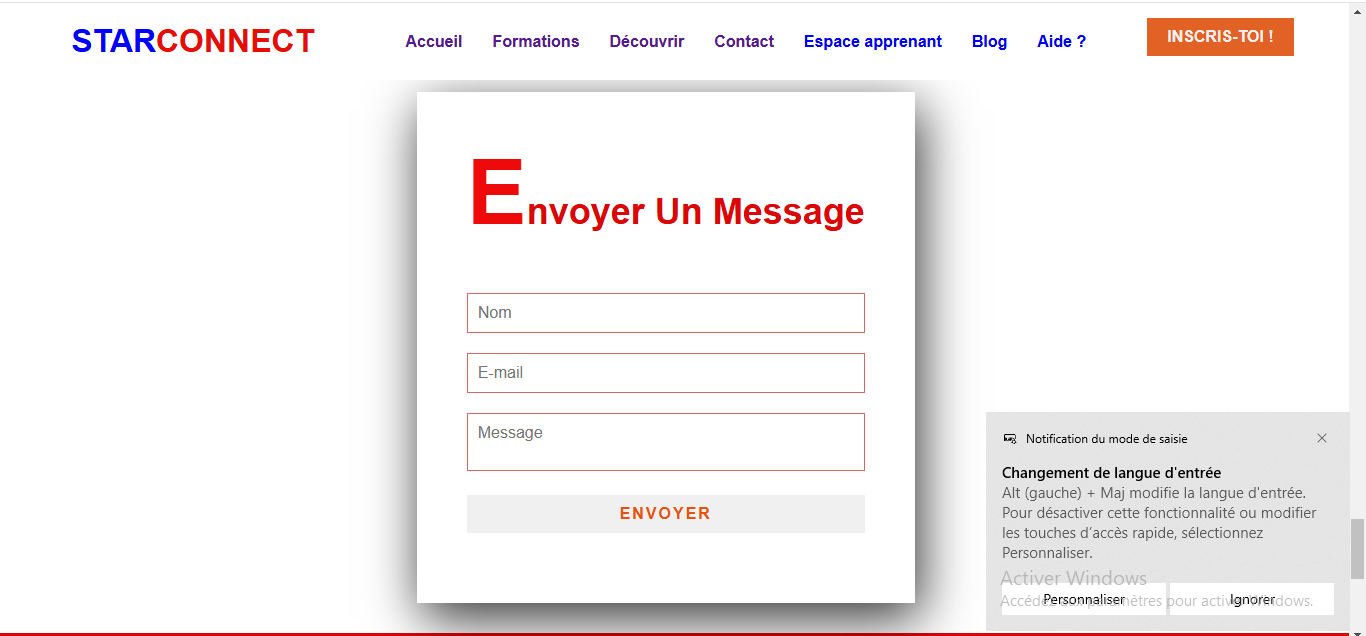 STARCONNECT
Accueil Formations Découvrir Contact Espace apprenant Blog Aide ? INSCRIS-TOI !
Envoyer Un Message
Nom
E-mail
Message
ENVOYER
Notification du mode de saisie
Changement de langue d'entrée
Alt (gauche) + Maj modifie la langue d'entrée.
Pour désactiver cette fonctionnalité ou modifier
les touches d’accès rapide, sélectionnez
Personnaliser.
Activer Windows
Accédez aux paramètres pour activer Windows.
Personnaliser Ignorer